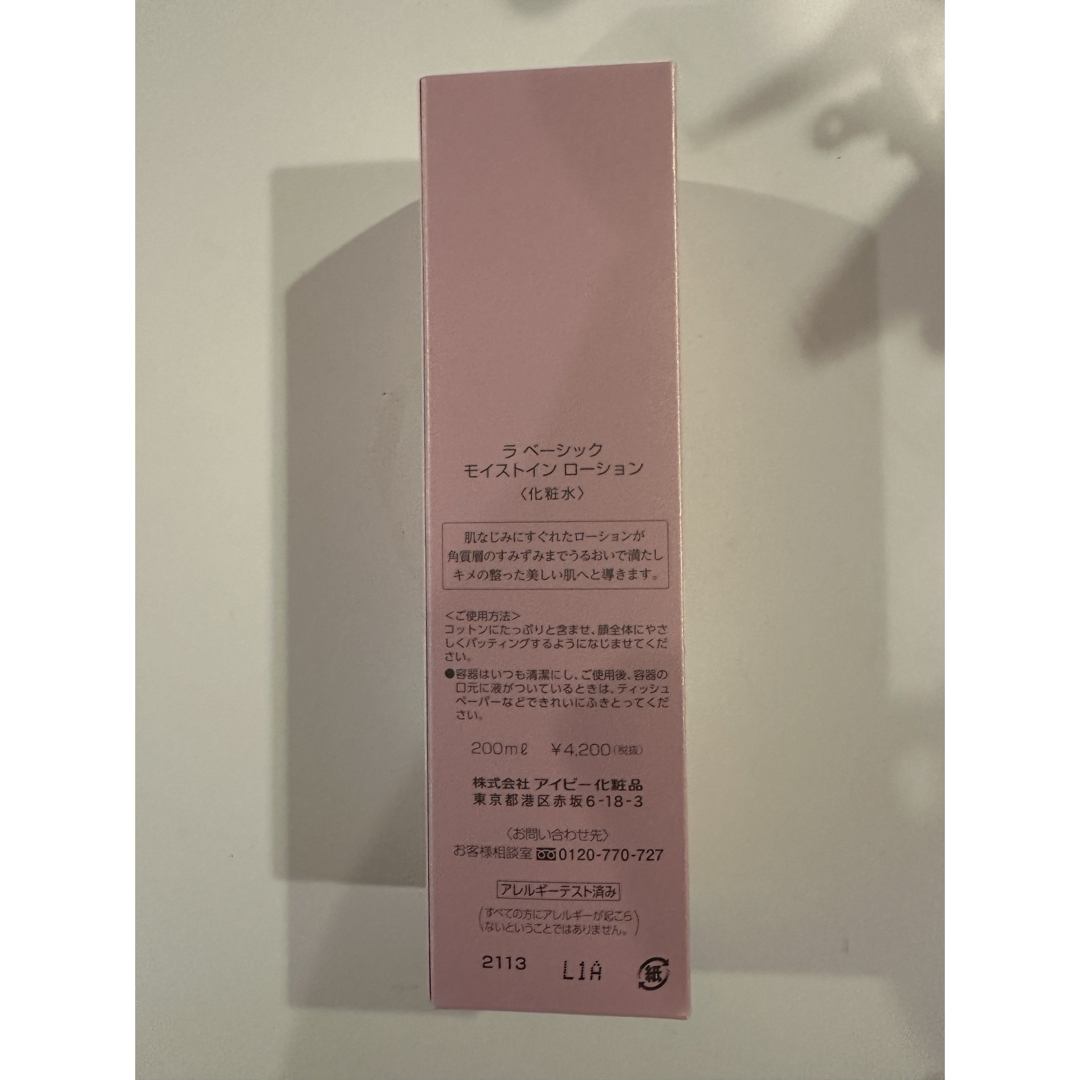 ラ ベーシック
モイストイン ローション
〈化粧水〉
肌なじみにすぐれたローションが
角質層のすみずみまでうるおいで満たし
キメの整った美しい肌へと導きます。
＜ご使用方法＞
コットンにたっぷりと含ませ、顔全体にやさ
しくパッティングするようになじませてくだ
さい。
●容器はいつも清潔にし、ご使用後、容器の
口元に液がついているときは、ティッシュ
ペーパーなどできれいにふきとってくだ
さい。
200mℓ ¥4,200(税抜)
株式会社 アイビー化粧品
東京都港区赤坂6-18-3
〈お問い合わせ先〉
お客様相談室 0120-770-727
アレルギーテスト済み
(すべての方にアレルギーが起こら
ないということではありません。)
2113 L1A 紙